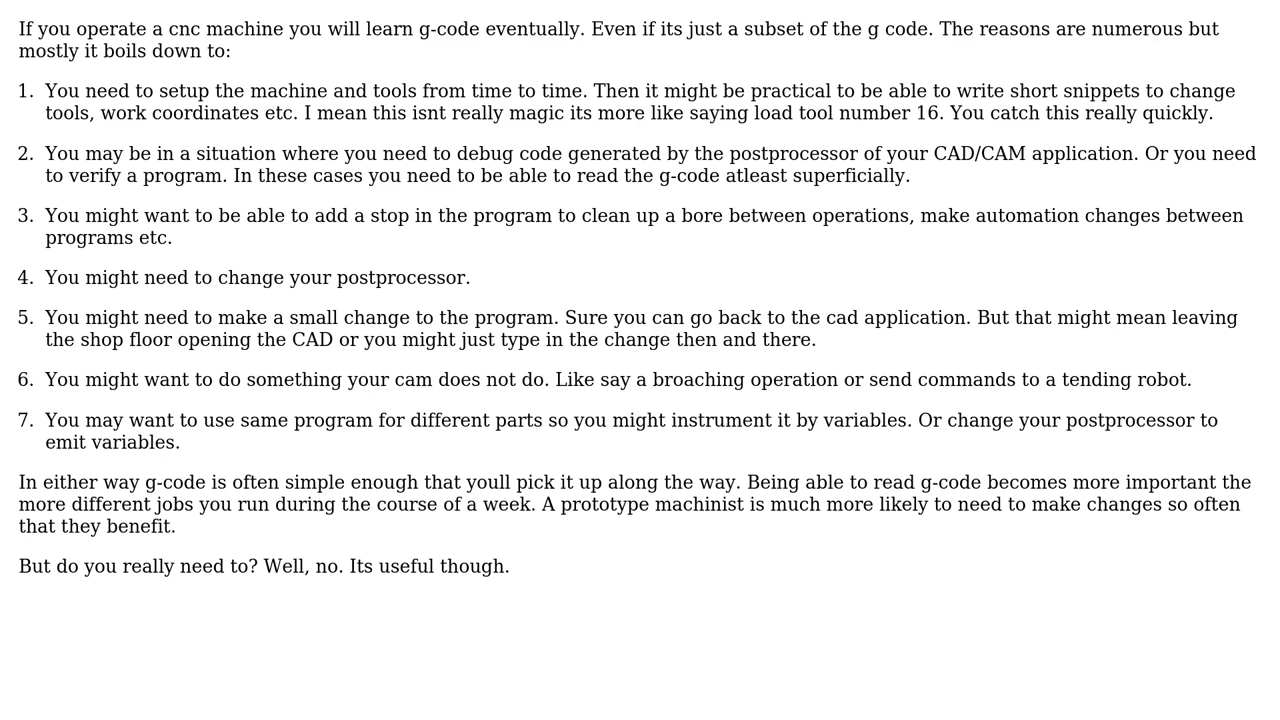 If you operate a cnc machine you will learn g-code eventually. Even if its just a subset of the g code. The reasons are numerous but
mostly it boils down to:
1. You need to setup the machine and tools from time to time. Then it might be practical to be able to write short snippets to change
tools, work coordinates etc. I mean this isnt really magic its more like saying load tool number 16. You catch this really quickly.
2. You may be in a situation where you need to debug code generated by the postprocessor of your CAD/CAM application. Or you need
to verify a program. In these cases you need to be able to read the g-code atleast superficially.
3. You might want to be able to add a stop in the program to clean up a bore between operations, make automation changes between
programs etc.
4. You might need to change your postprocessor.
5. You might need to make a small change to the program. Sure you can go back to the cad application. But that might mean leaving
the shop floor opening the CAD or you might just type in the change then and there.
6. You might want to do something your cam does not do. Like say a broaching operation or send commands to a tending robot.
7. You may want to use same program for different parts so you might instrument it by variables. Or change your postprocessor to
emit variables.
In either way g-code is often simple enough that youll pick it up along the way. Being able to read g-code becomes more important the
more different jobs you run during the course of a week. A prototype machinist is much more likely to need to make changes so often
that they benefit.
But do you really need to? Well, no. Its useful though.